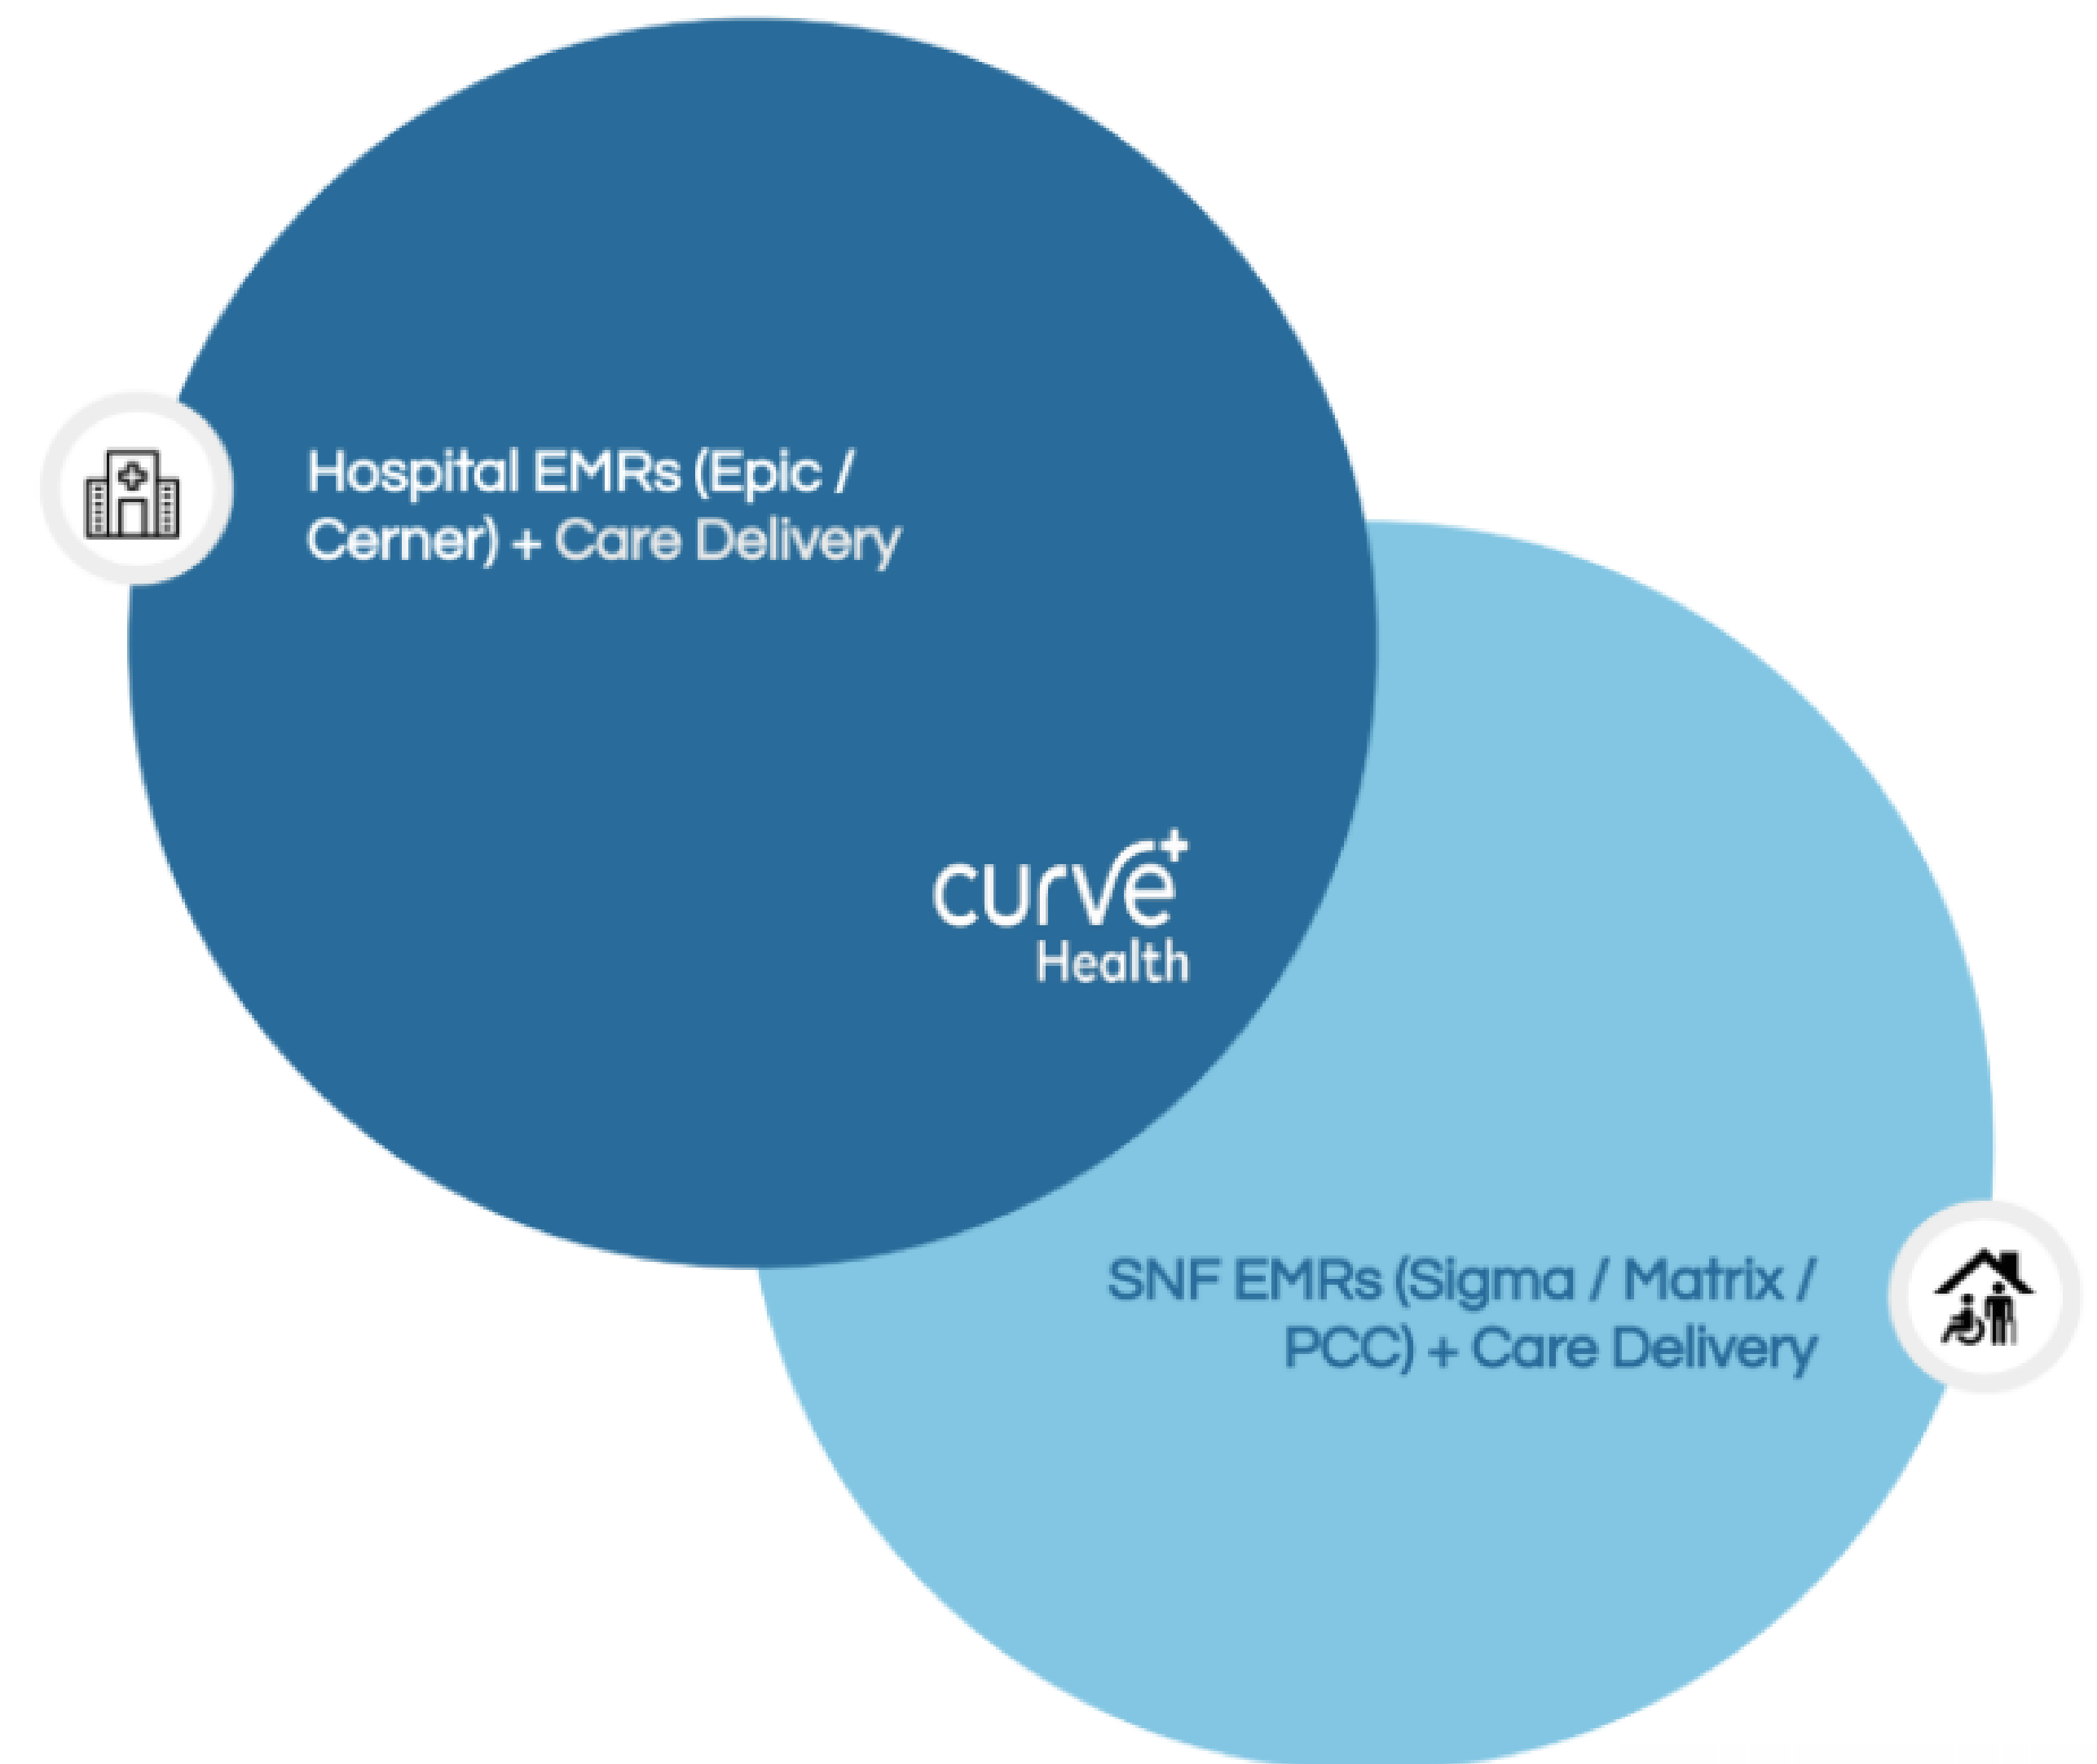 Hospital EMRs (Epic /
Cerner) + Care Delivery
curve
Health
SNF EMRs (Sigma / Matrix /
PCC) + Care Delivery